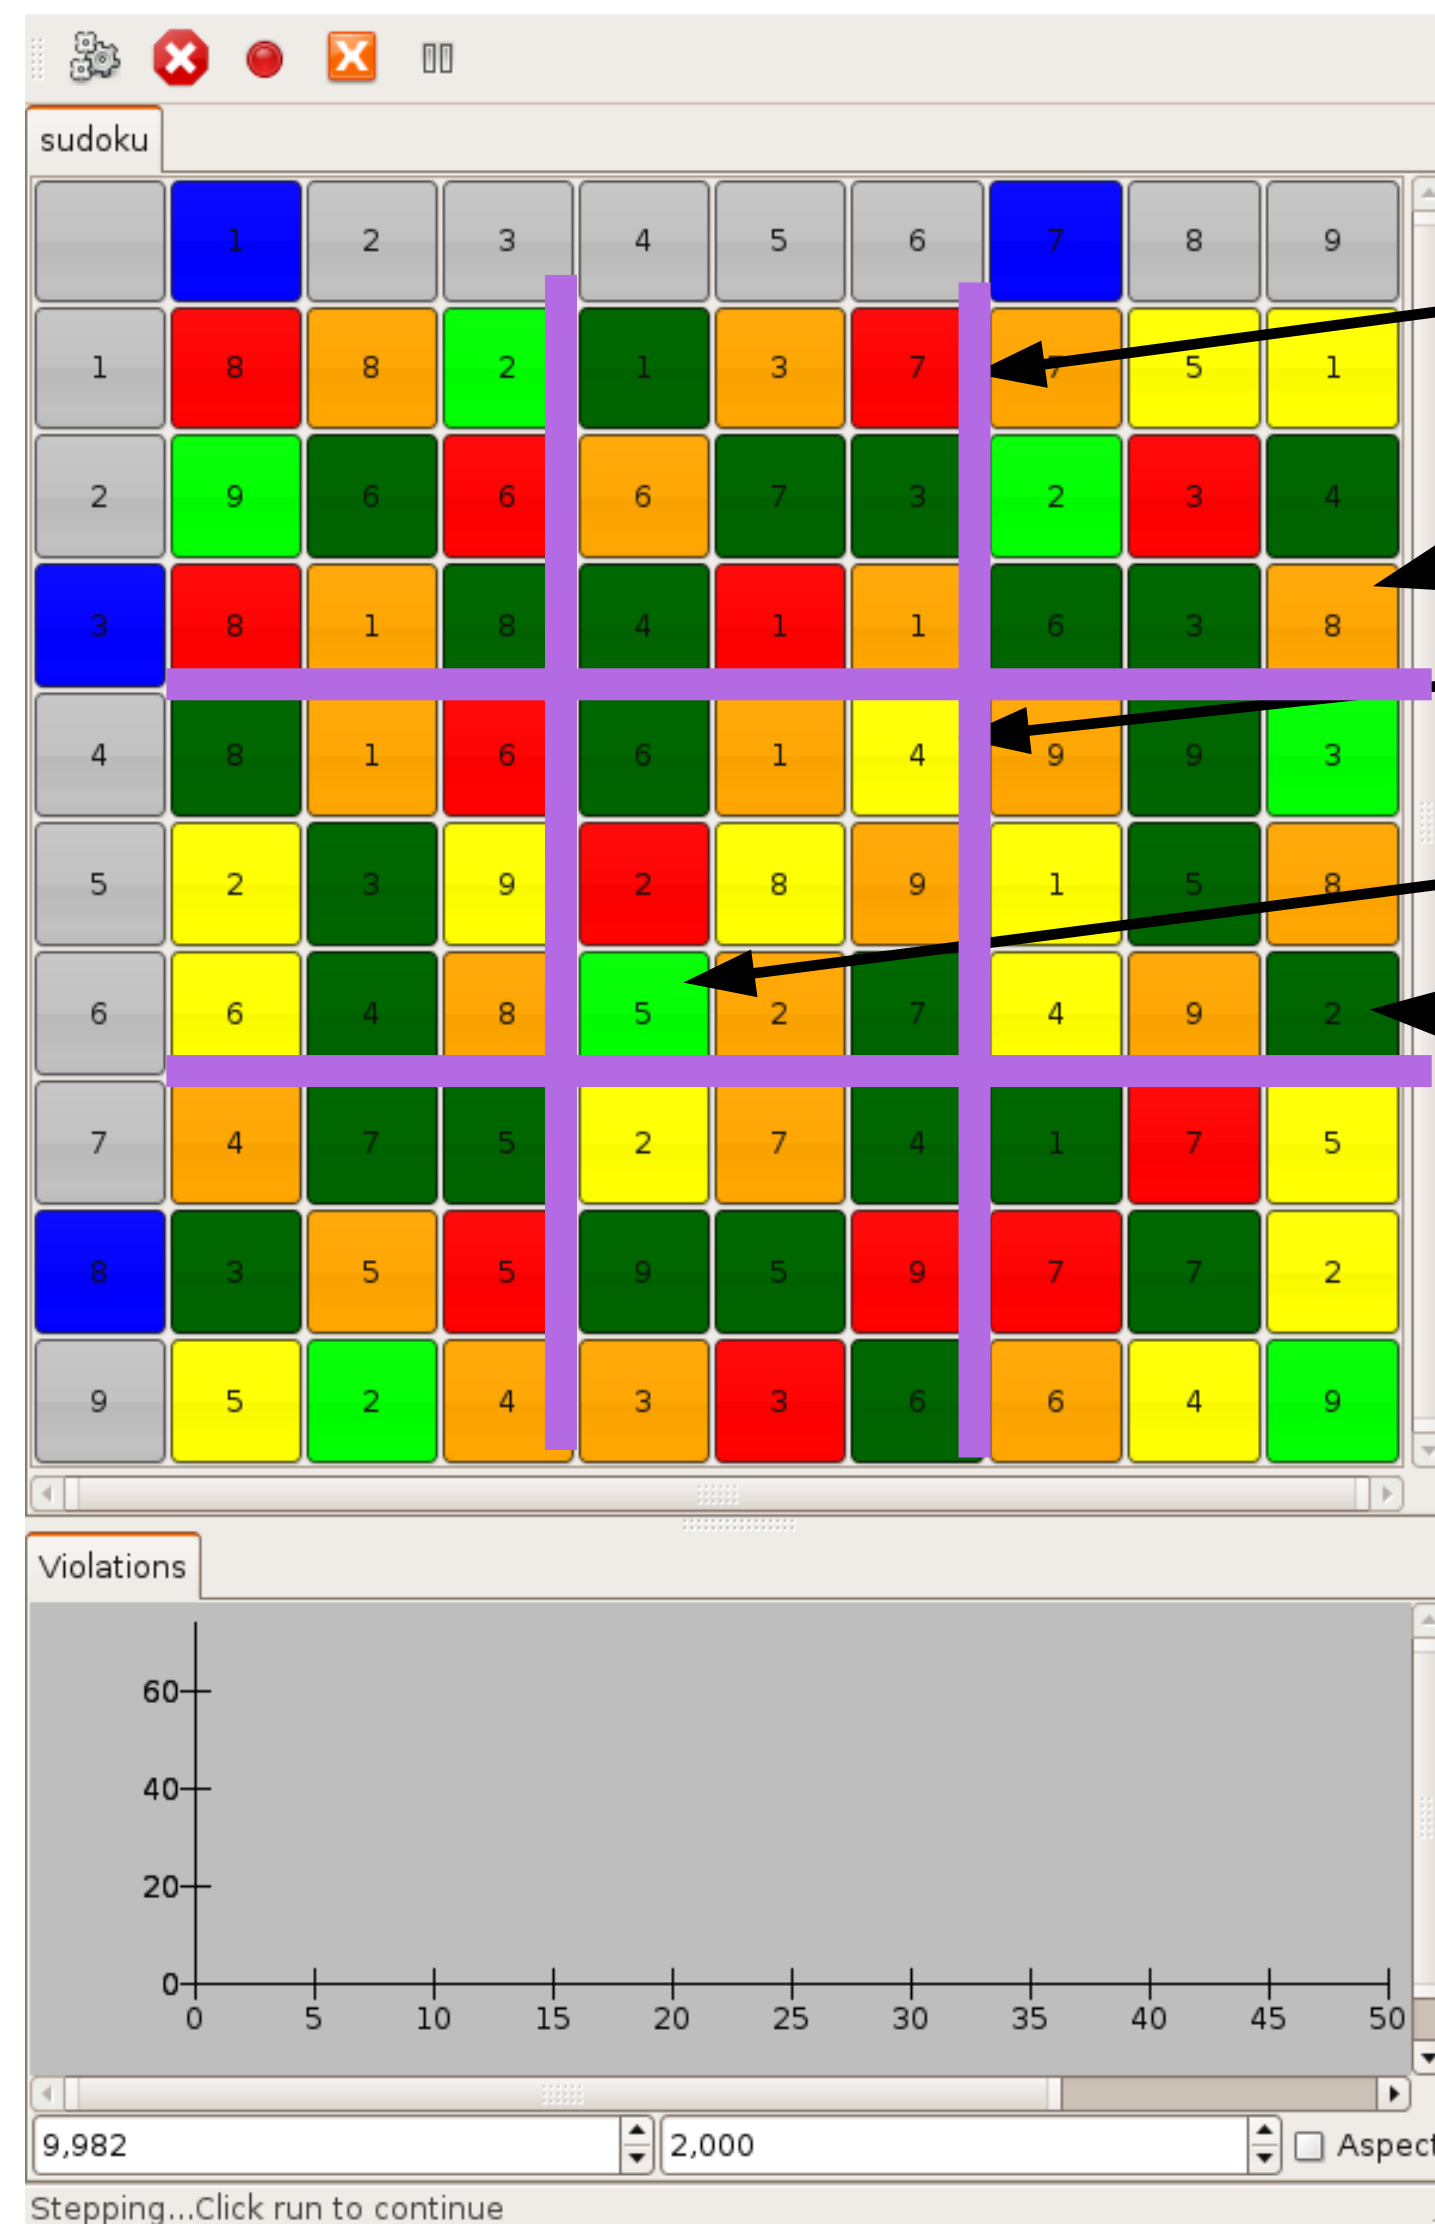 sudoku
1 2 3 4 5 6 7 8 9
1 8 8 2 1 3 7 7 5 1
2 9 6 6 6 7 3 2 3 4
3 8 1 8 4 1 1 6 3 8
4 8 1 6 6 1 4 9 9 3
5 2 3 9 2 8 9 1 5 8
6 6 4 8 5 2 7 4 9 2
7 4 7 5 2 7 4 1 7 5
8 3 5 5 9 5 9 7 7 2
9 5 2 4 3 3 6 6 4 9
Violations
60
40
20
0
0 5 10 15 20 25 30 35 40 45 50
9,982 2,000 Aspect
Stepping...Click run to continue